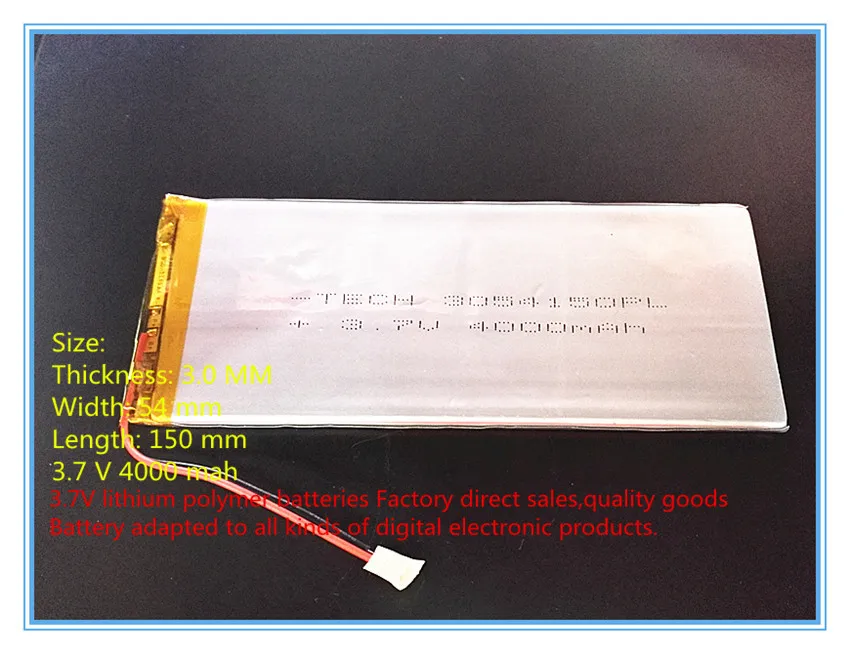 -TECH 3054150PL
+ 3.7V 4000mAh
Size:
Thickness: 3.0 MM
Width: 54 mm
Length: 150 mm
3.7 V 4000 mah
3.7V lithium polymer batteries Factory direct sales,quality goods
Battery adapted to all kinds of digital electronic products.